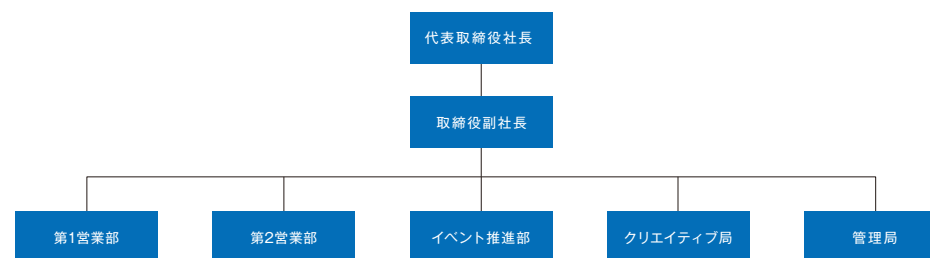 代表取締役社長
取締役副社長
第1営業部
第2営業部
イベント推進部
クリエイティブ局
管理局